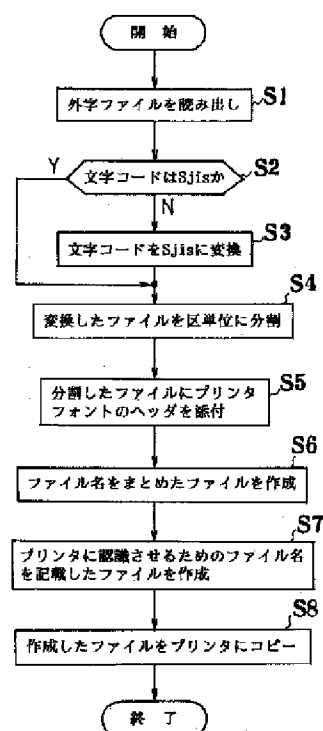 開 始
外字ファイルを読み出し S1
文字コードはSjisか S2
Y
N
文字コードをSjisに変換 S3
変換したファイルを区単位に分割 S4
分割したファイルにプリンタ S5
フォントのヘッダを添付
ファイル名をまとめたファイルを作成 S6
プリンタに認識させるためのファイル名 S7
を記載したファイルを作成
作成したファイルをプリンタにコピー S8
終 了